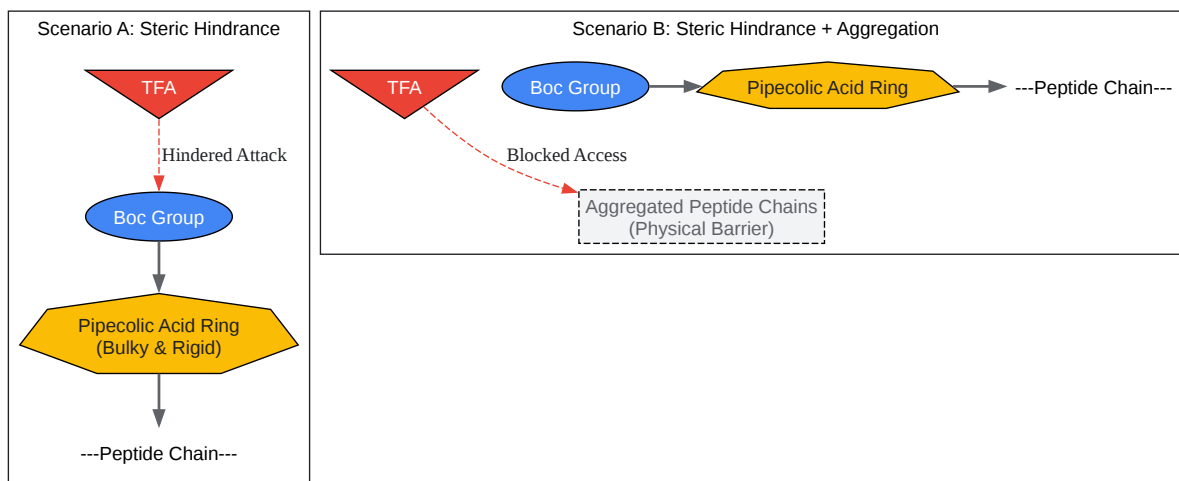 Scenario A: Steric Hindrance
TFA
Hindered Attack
Boc Group
Pipecolic Acid Ring
(Bulky & Rigid)
---Peptide Chain---
Scenario B: Steric Hindrance + Aggregation
TFA
Boc Group
Pipecolic Acid Ring
---Peptide Chain---
Blocked Access
Aggregated Peptide Chains
(Physical Barrier)